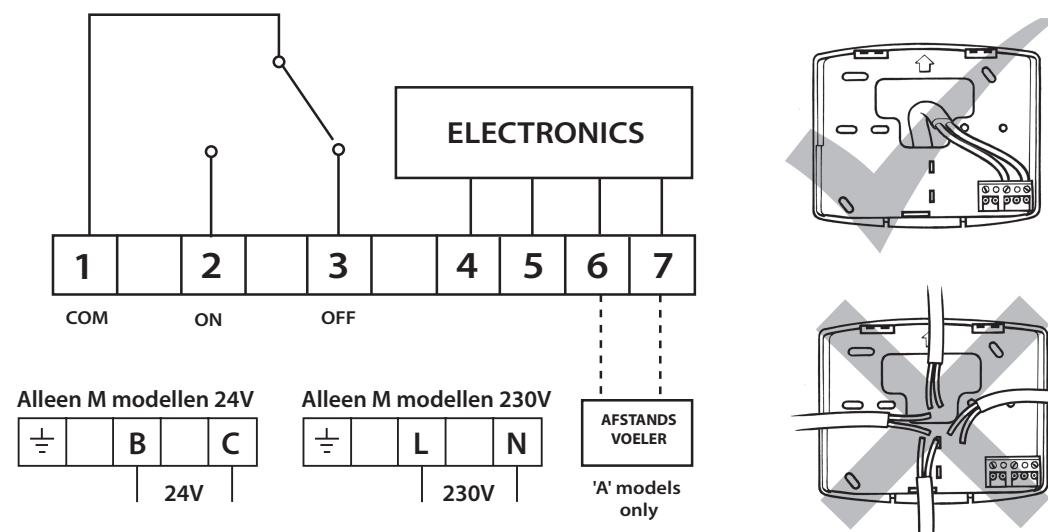 ELECTRONICS
1 2 3 4 5 6 7
COM ON OFF
Alleen M modellen 24V
B C
24V
Alleen M modellen 230V
L N
230V
AFSTANDS
VOELER
'A' models
only